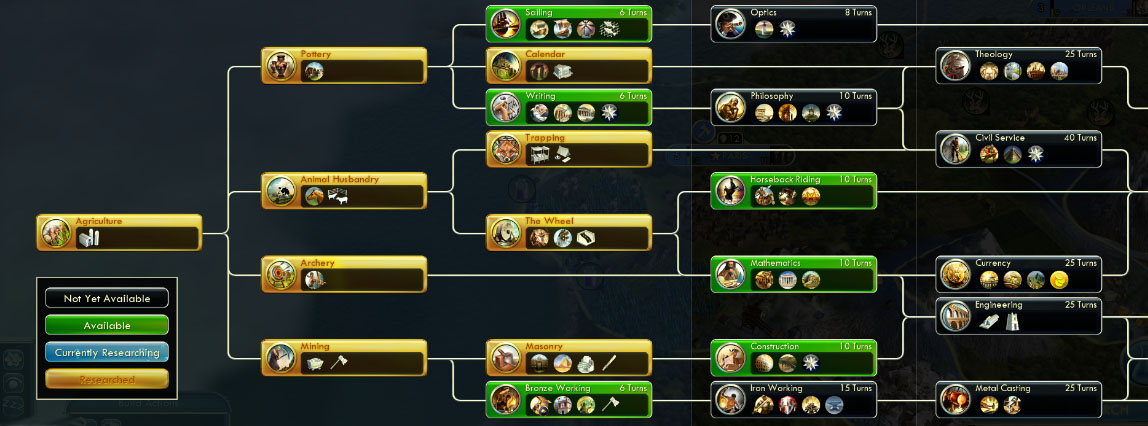 Sailing 6 Turns
Optics 8 Turns
Pottery
Calendar
Theology 25 Turns
Writing 6 Turns
Philosophy 10 Turns
Trapping
Civil Service 40 Turns
Animal Husbandry
Horseback Riding 10 Turns
Agriculture
The Wheel
Archery
Mathematics 10 Turns
Currency 25 Turns
Not Yet Available
Engineering 25 Turns
Available
Mining
Masonry
Construction 10 Turns
Currently Researching
Researched
Bronze Working 6 Turns
Iron Working 15 Turns
Metal Casting 25 Turns
ORLEANS
12
PARIS